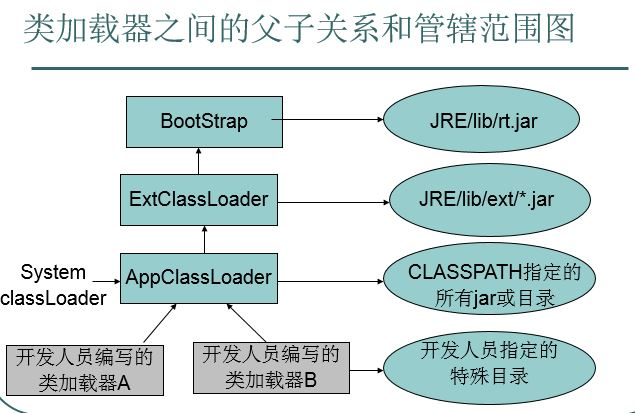 类加载器之间的父子关系和管辖范围图
BootStrap
JRE/lib/rt.jar
ExtClassLoader
JRE/lib/ext/*.jar
System
classLoader
AppClassLoader
CLASSPATH指定的
所有jar或目录
开发人员编写的
类加载器A
开发人员编写的
类加载器B
开发人员指定的
特殊目录